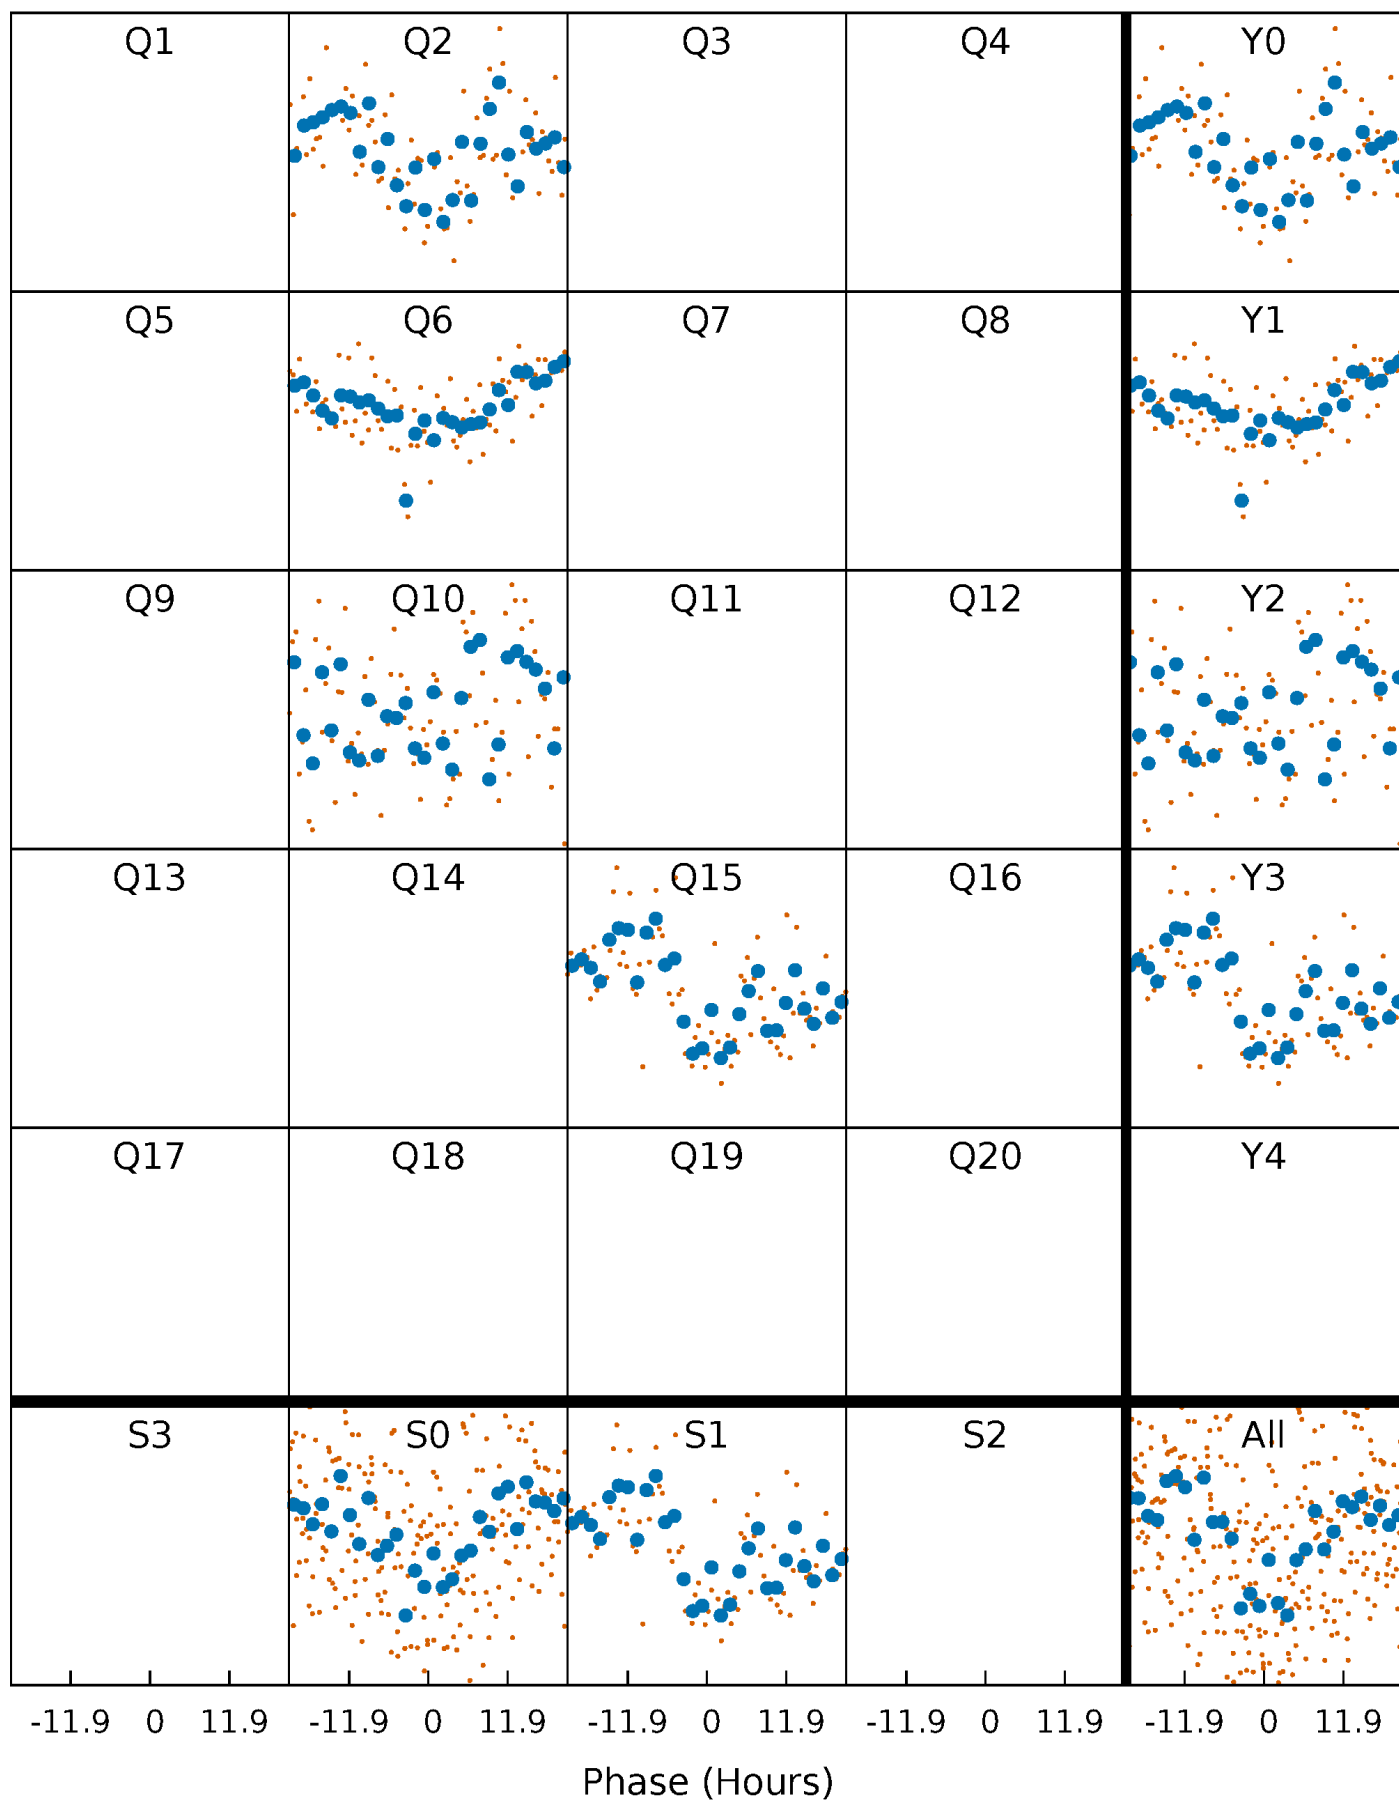 Q1 Q2 Q3 Q4 Y0
Q5 Q6 Q7 Q8 Y1
Q9 Q10 Q11 Q12 Y2
Q13 Q14 Q15 Q16 Y3
Q17 Q18 Q19 Q20 Y4
S3 S0 S1 S2 All
-11.9 0 11.9 -11.9 0 11.9 -11.9 0 11.9 -11.9 0 11.9 -11.9 0 11.9
Phase (Hours)